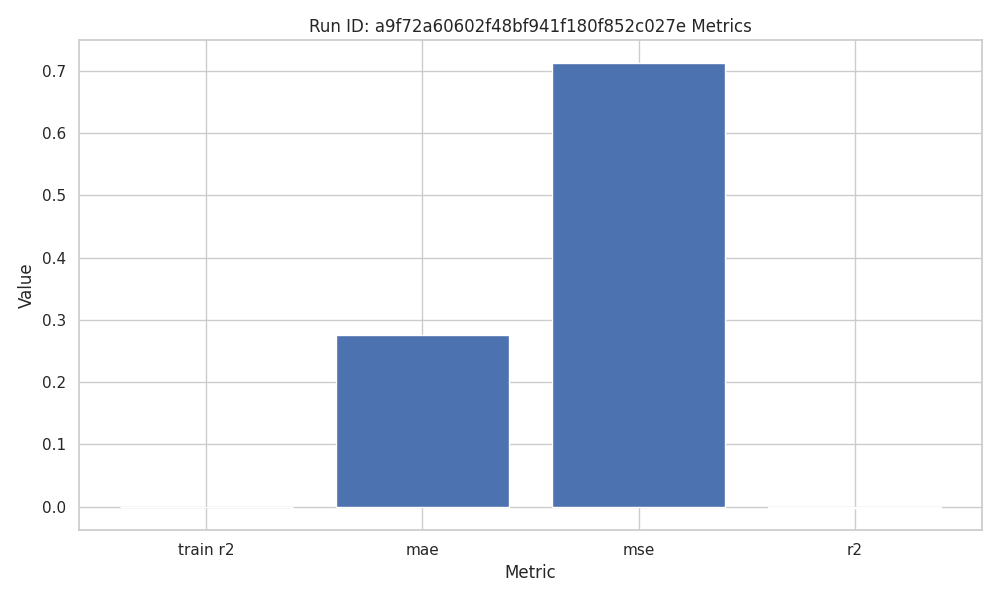 Run ID: a9f72a60602f48bf941f180f852c027e Metrics
0.7
0.6
0.5
0.4
0.3
0.2
0.1
0.0
Value
train r2
mae
mse
r2
Metric